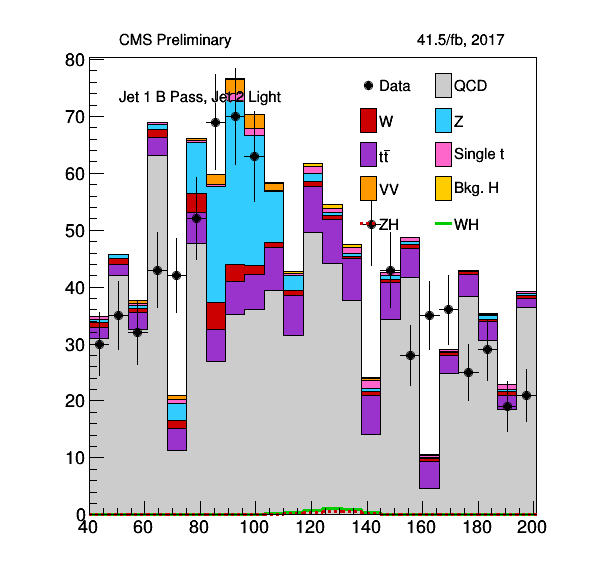 CMS Preliminary 41.5/fb, 2017
80
Jet 1 B Pass, Jet 2 Light
Data QCD
W Z
tt̄ Single t
VV Bkg. H
ZH WH
70
60
50
40
30
20
10
0
40 60 80 100 120 140 160 180 200